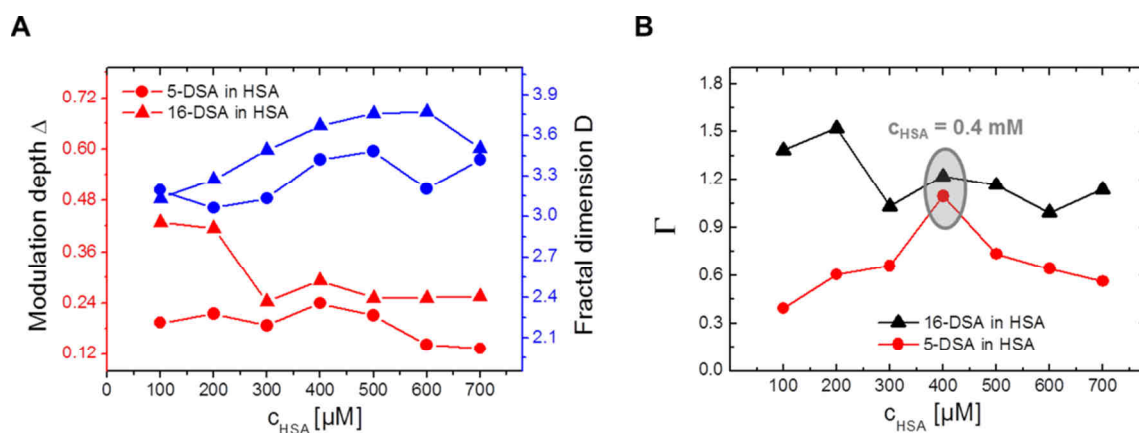 A
Modulation depth Δ
0.72
0.60
0.48
0.36
0.24
0.12
5-DSA in HSA
16-DSA in HSA
3.9
3.6
3.3
3.0
2.7
2.4
2.1
Fractal dimension D
0 100 200 300 400 500 600 700
cHSA [µM]
B
Γ
1.8
1.5
1.2
0.9
0.6
0.3
0.0
cHSA = 0.4 mM
16-DSA in HSA
5-DSA in HSA
100 200 300 400 500 600 700
cHSA [µM]